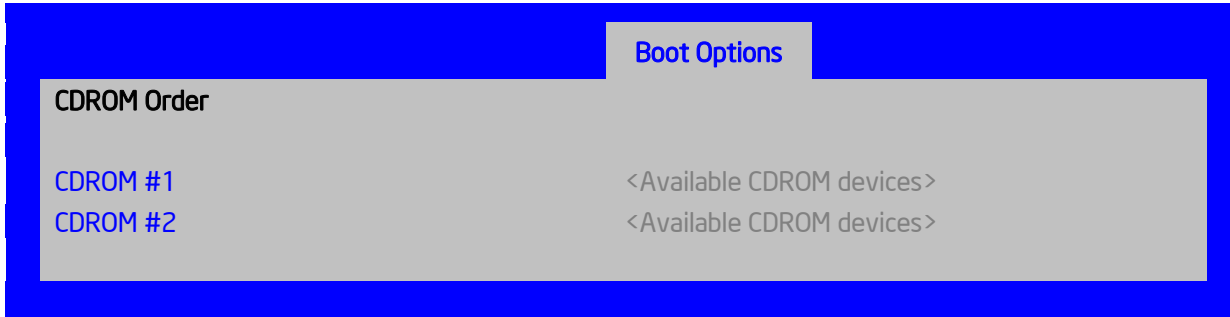 Boot Options
CDROM Order
CDROM #1 <Available CDROM devices>
CDROM #2 <Available CDROM devices>